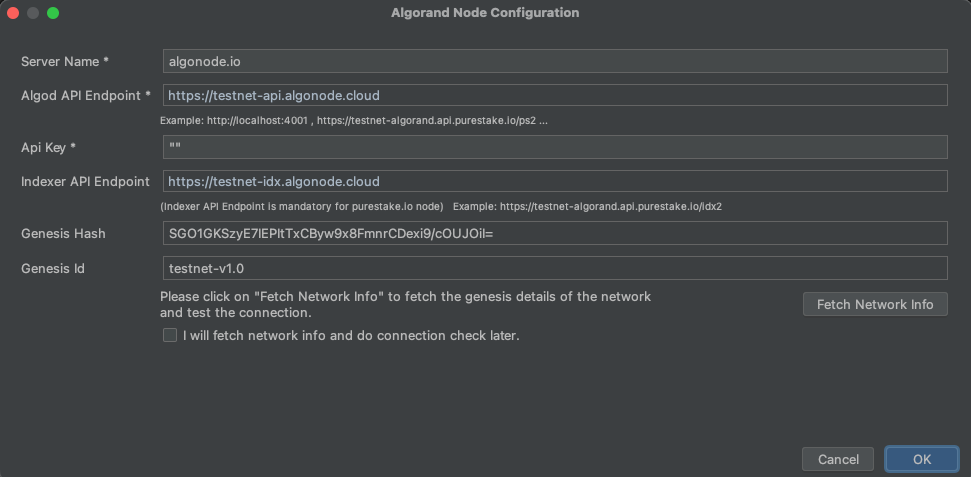 Algorand Node Configuration
Server Name * algonode.io
Algod API Endpoint * https://testnet-api.algonode.cloud
Example: http://localhost:4001 , https://testnet-algorand.api.purestake.io/ps2 ...
Api Key * ""
Indexer API Endpoint https://testnet-idx.algonode.cloud
(Indexer API Endpoint is mandatory for purestake.io node) Example: https://testnet-algorand.api.purestake.io/idx2
Genesis Hash SGO1GKSzyE7IEPItTxCByw9x8FmnrCDexi9/cOUJOiI=
Genesis Id testnet-v1.0
Please click on "Fetch Network Info" to fetch the genesis details of the network
and test the connection.
Fetch Network Info
I will fetch network info and do connection check later.
Cancel OK